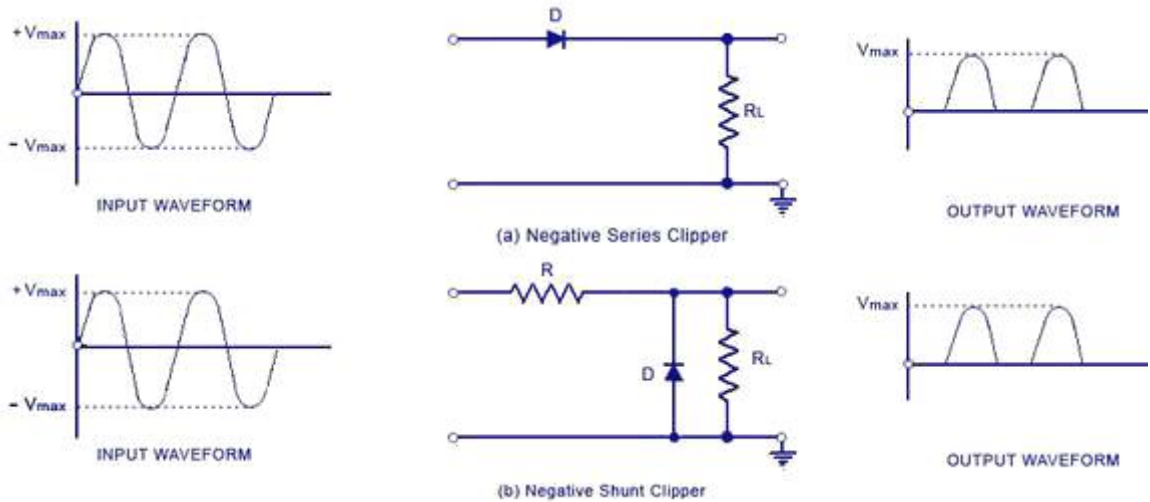 + Vmax
- Vmax
INPUT WAVEFORM
D
RL
(a) Negative Series Clipper
Vmax
OUTPUT WAVEFORM
+ Vmax
- Vmax
INPUT WAVEFORM
R
D
RL
(b) Negative Shunt Clipper
Vmax
OUTPUT WAVEFORM